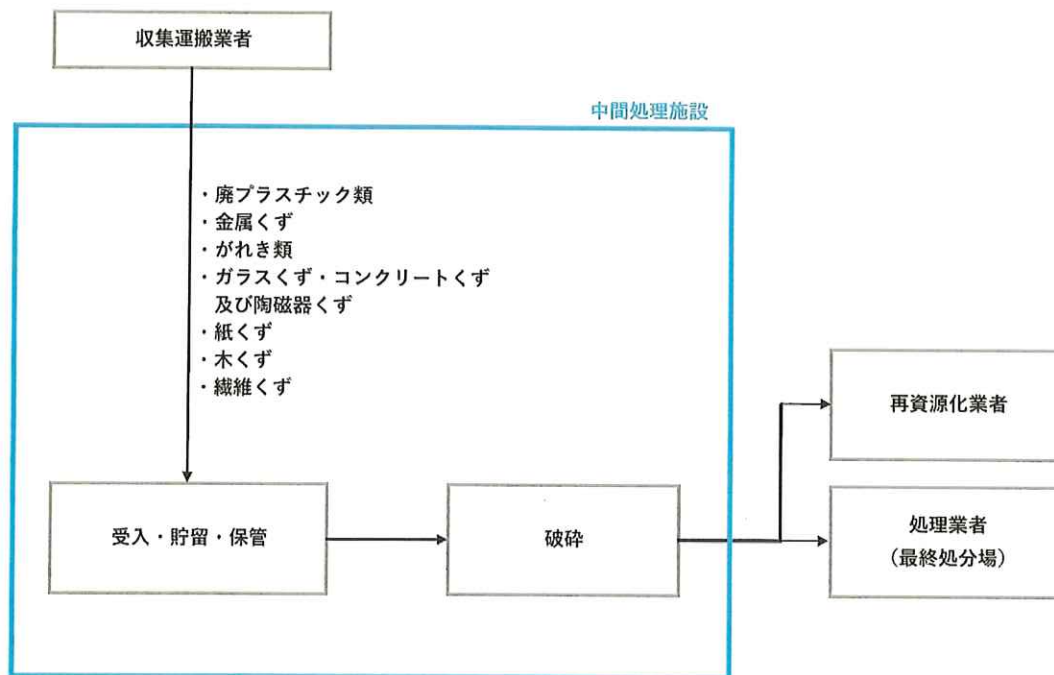 収集運搬業者
中間処理施設
・廃プラスチック類
・金属くず
・がれき類
・ガラスくず・コンクリートくず
及び陶磁器くず
・紙くず
・木くず
・繊維くず
受入・貯留・保管
破砕
再資源化業者
処理業者
（最終処分場）